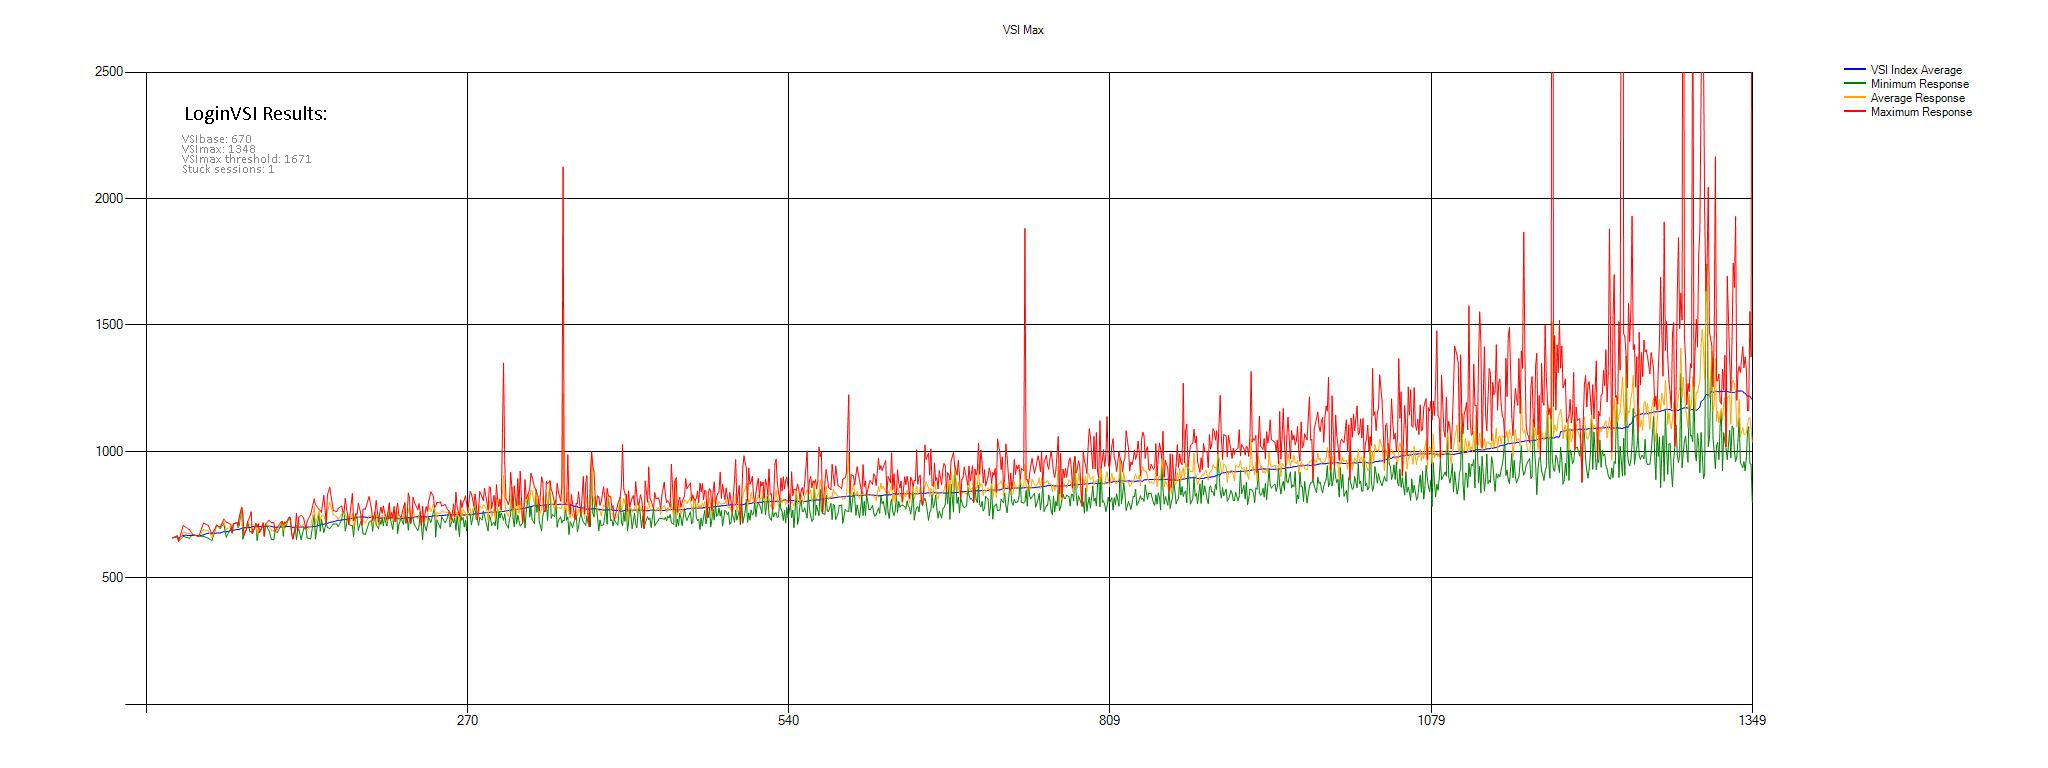 VSI Max
2500
2000
1500
1000
500
LoginVSI Results:
VSIbase: 670
VSImax: 1348
VSImax threshold: 1671
Stuck sessions: 1
VSI Index Average
Minimum Response
Average Response
Maximum Response
270
540
809
1079
1349